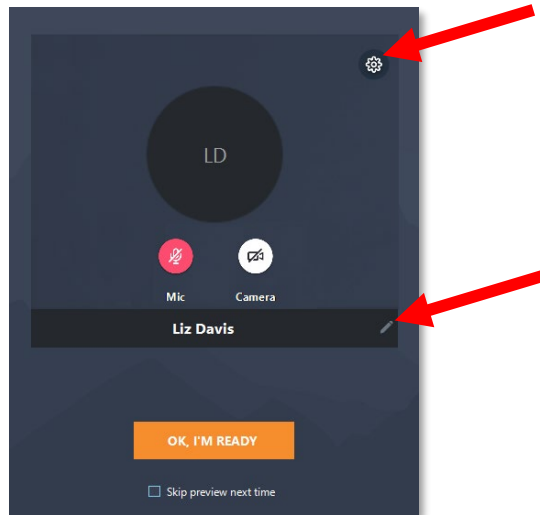 LD
Mic Camera
Liz Davis
OK, I'M READY
Skip preview next time